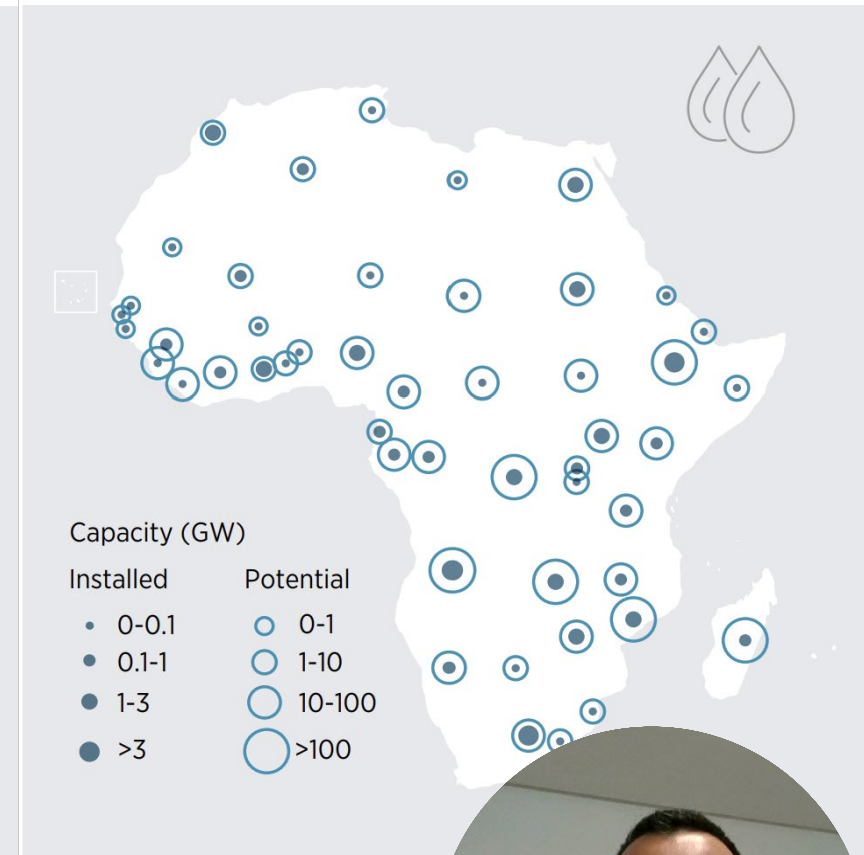 Capacity (GW)
Installed Potential
0-0.1 0-1
0.1-1 1-10
1-3 10-100
>3 >100